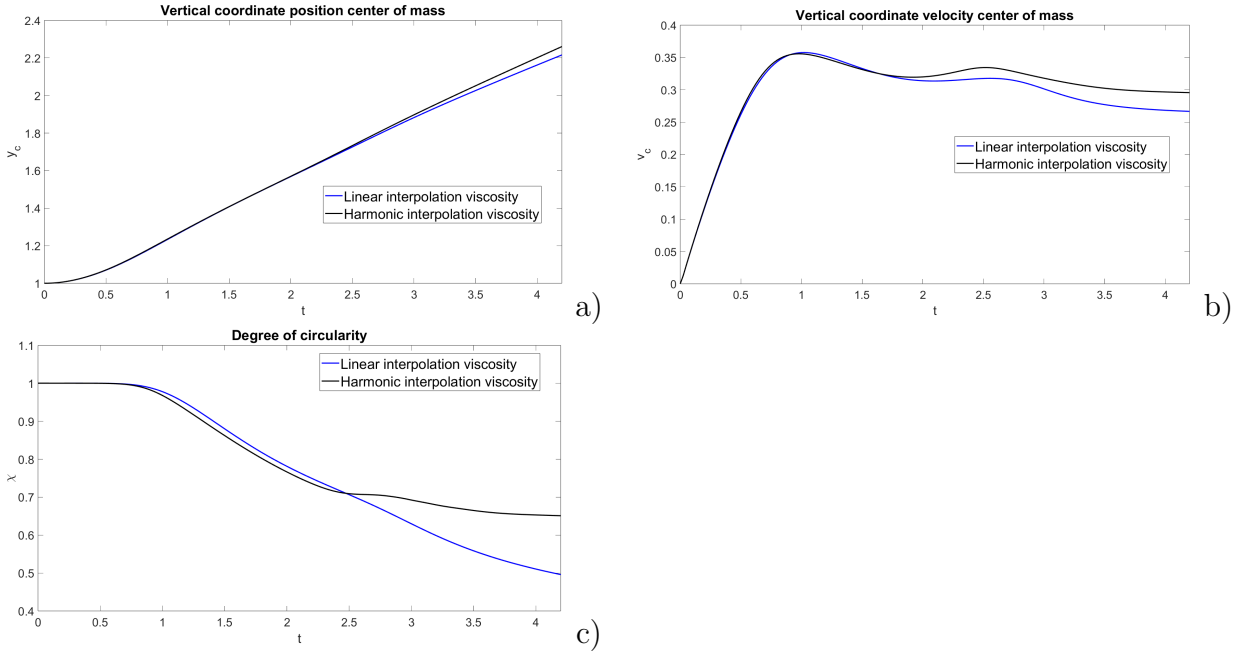 Vertical coordinate position center of mass
2.4
2.2
2
1.8
1.6
1.4
1.2
1
y_c
0 0.5 1 1.5 2 2.5 3 3.5 4
t
Linear interpolation viscosity
Harmonic interpolation viscosity
a)
Vertical coordinate velocity center of mass
0.4
0.35
0.3
0.25
0.2
0.15
0.1
0.05
0
v_c
0 0.5 1 1.5 2 2.5 3 3.5 4
t
Linear interpolation viscosity
Harmonic interpolation viscosity
b)
Degree of circularity
1.1
1
0.9
0.8
0.7
0.6
0.5
0.4
χ
0 0.5 1 1.5 2 2.5 3 3.5 4
t
Linear interpolation viscosity
Harmonic interpolation viscosity
c)